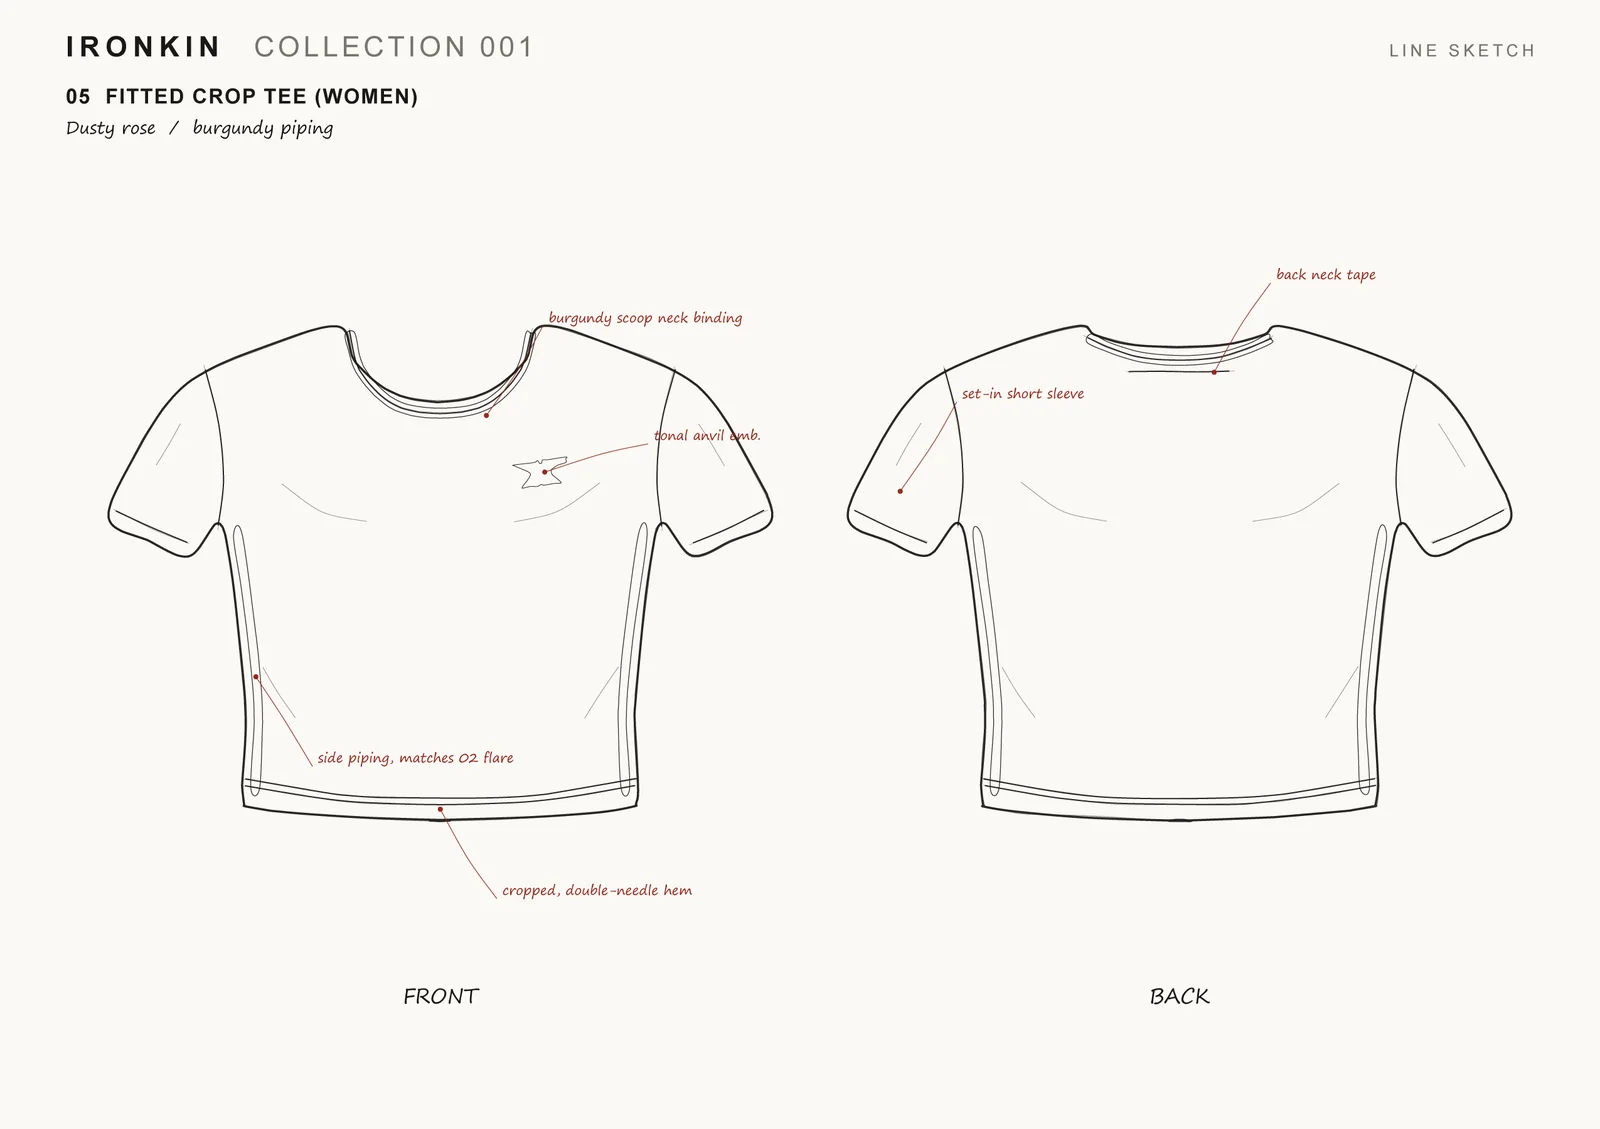 IRONKIN COLLECTION 001
LINE SKETCH
05 FITTED CROP TEE (WOMEN)
Dusty rose / burgundy piping
back neck tape
burgundy scoop neck binding
set-in short sleeve
tonal anvil emb.
side piping, matches 02 flare
cropped, double-needle hem
FRONT
BACK